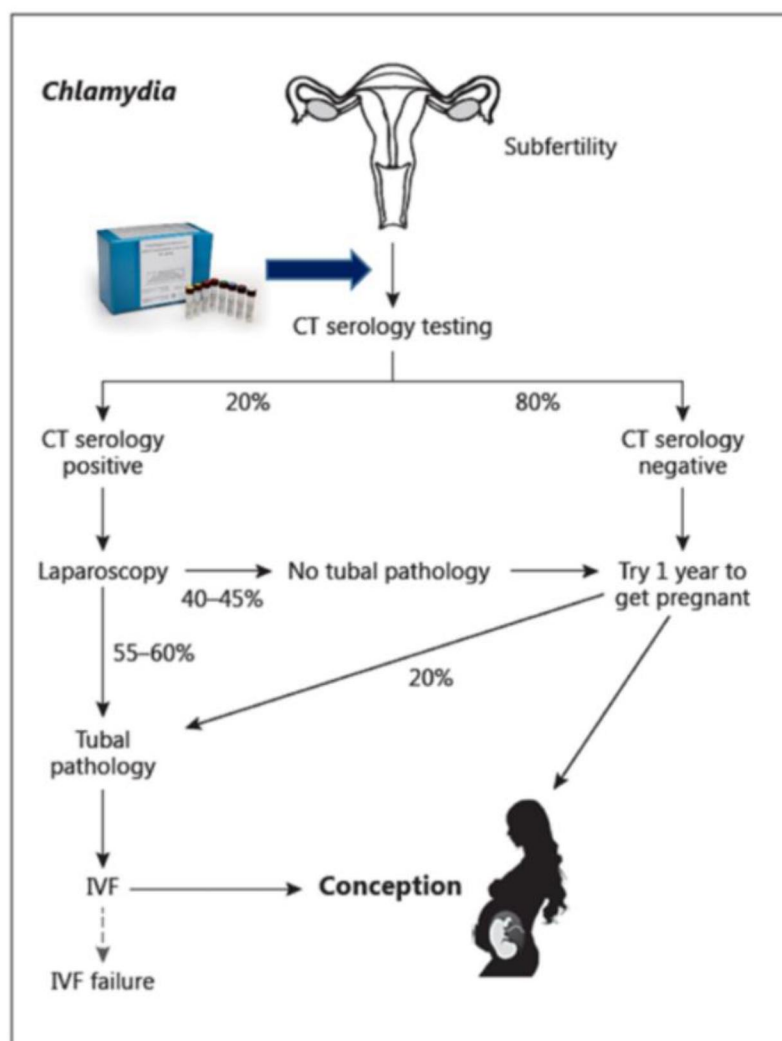 Chlamydia
Subfertility
CT serology testing
20%
80%
CT serology
positive
CT serology
negative
Laparoscopy
40–45%
No tubal pathology
Try 1 year to
get pregnant
55–60%
20%
Tubal
pathology
IVF
Conception
IVF failure